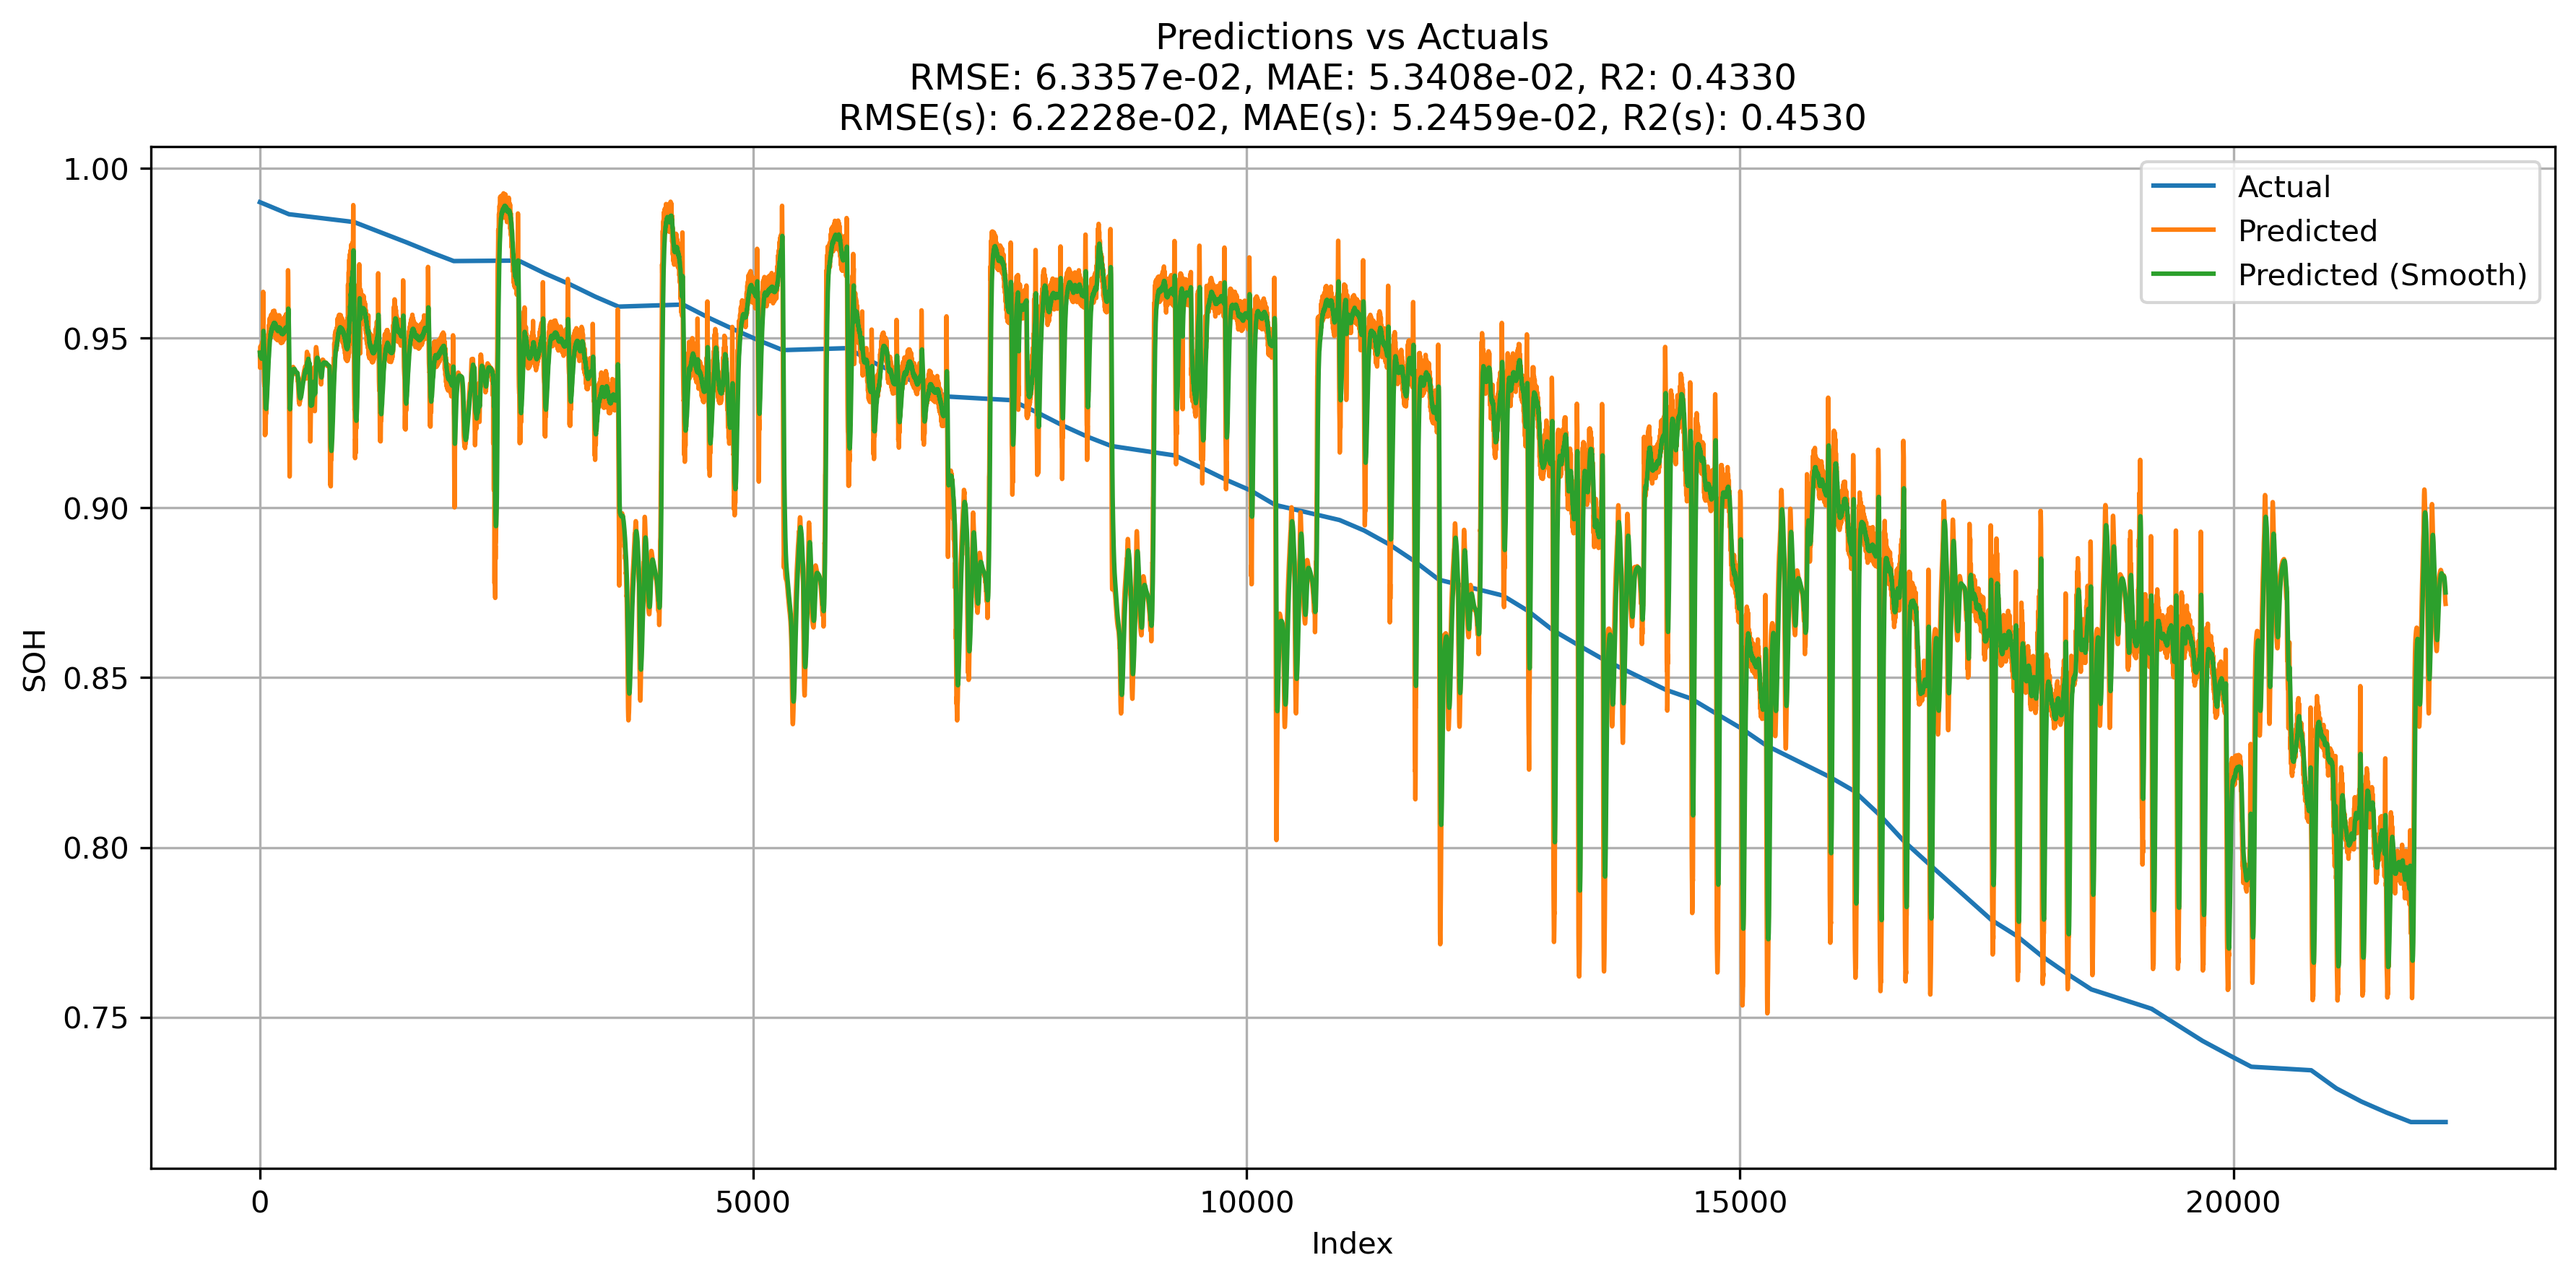 Predictions vs Actuals
RMSE: 6.3357e-02, MAE: 5.3408e-02, R2: 0.4330
RMSE(s): 6.2228e-02, MAE(s): 5.2459e-02, R2(s): 0.4530
Actual
Predicted
Predicted (Smooth)
1.00
0.95
0.90
0.85
0.80
0.75
SOH
0 5000 10000 15000 20000
Index